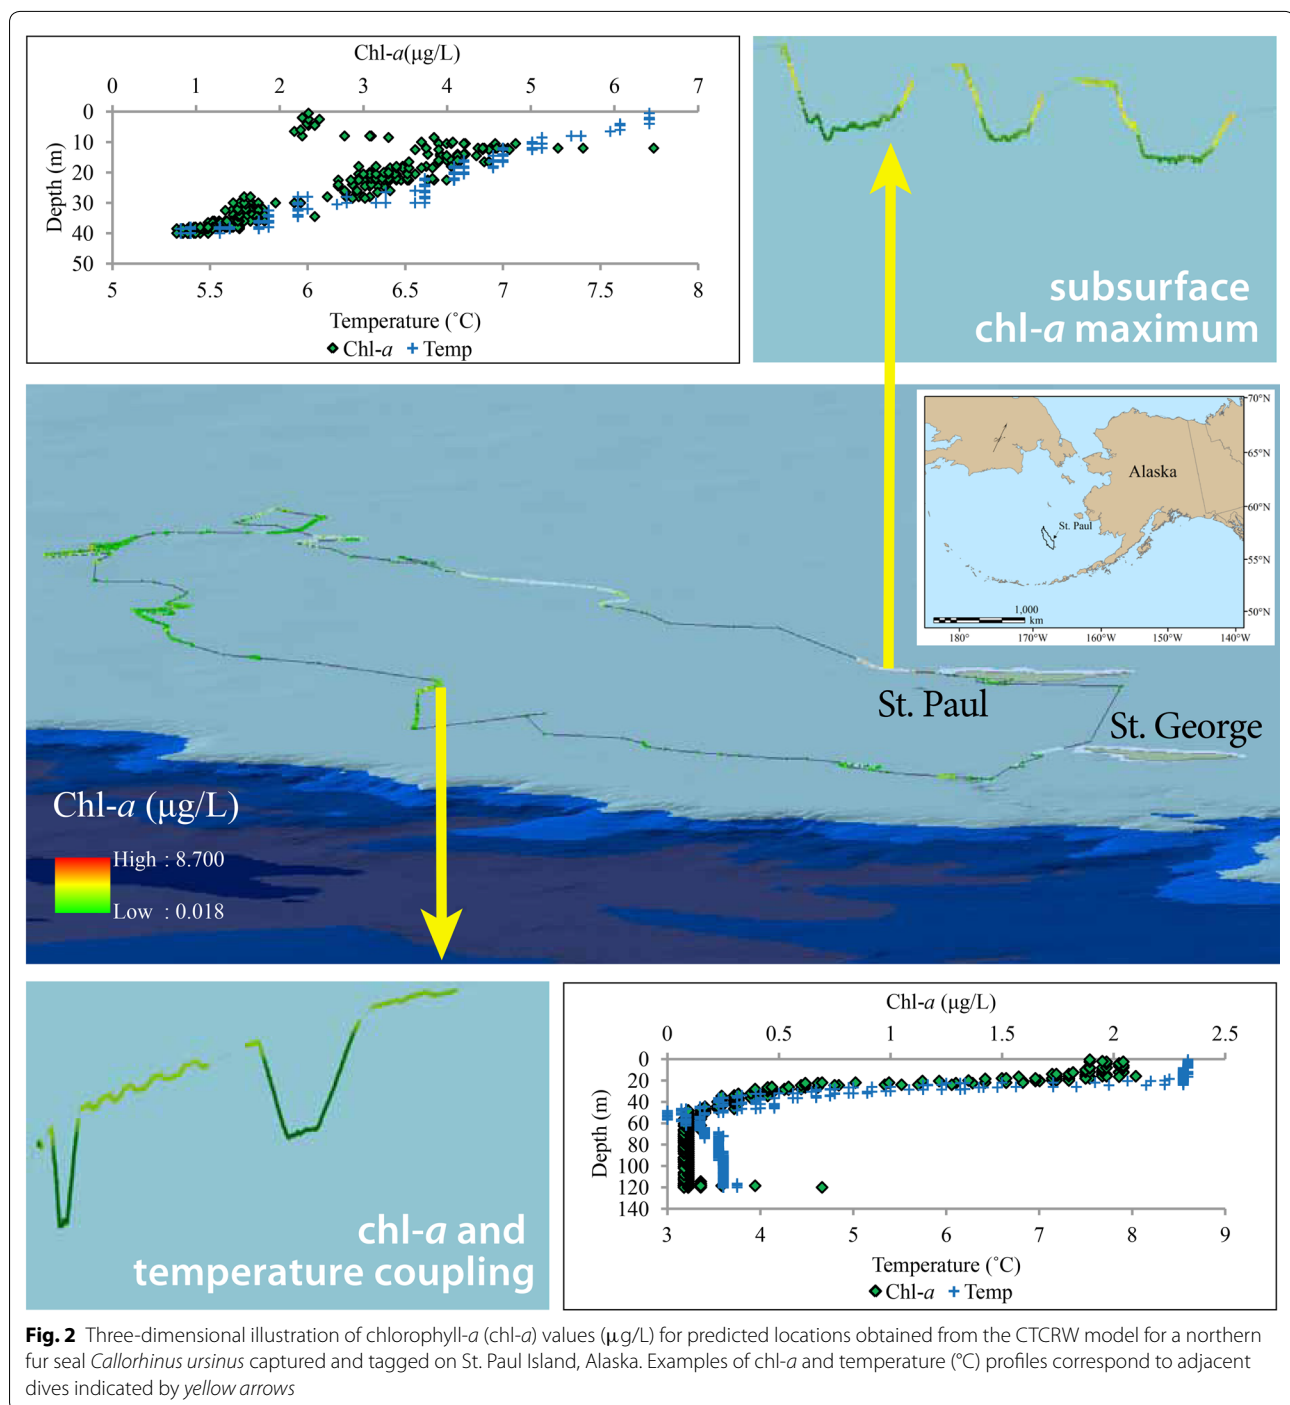 Chl-a(µg/L)
0 1 2 3 4 5 6 7
0
10
20
30
40
50
Depth (m)
5 5.5 6 6.5 7 7.5 8
Temperature (˚C)
Chl-a Temp
subsurface
chl-a maximum
70°N
65°N
60°N
55°N
50°N
Alaska
St. Paul
1,000
km
180° 170°W 160°W 150°W 140°W
St. Paul
St. George
Chl-a (µg/L)
High : 8.700
Low : 0.018
chl-a and
temperature coupling
Chl-a (µg/L)
0 0.5 1 1.5 2 2.5
0
20
40
60
80
100
120
140
Depth (m)
3 4 5 6 7 8 9
Temperature (˚C)
Chl-a Temp
Fig. 2 Three-dimensional illustration of chlorophyll-a (chl-a) values (µg/L) for predicted locations obtained from the CTCRW model for a northern
fur seal Callorhinus ursinus captured and tagged on St. Paul Island, Alaska. Examples of chl-a and temperature (°C) profiles correspond to adjacent
dives indicated by yellow arrows